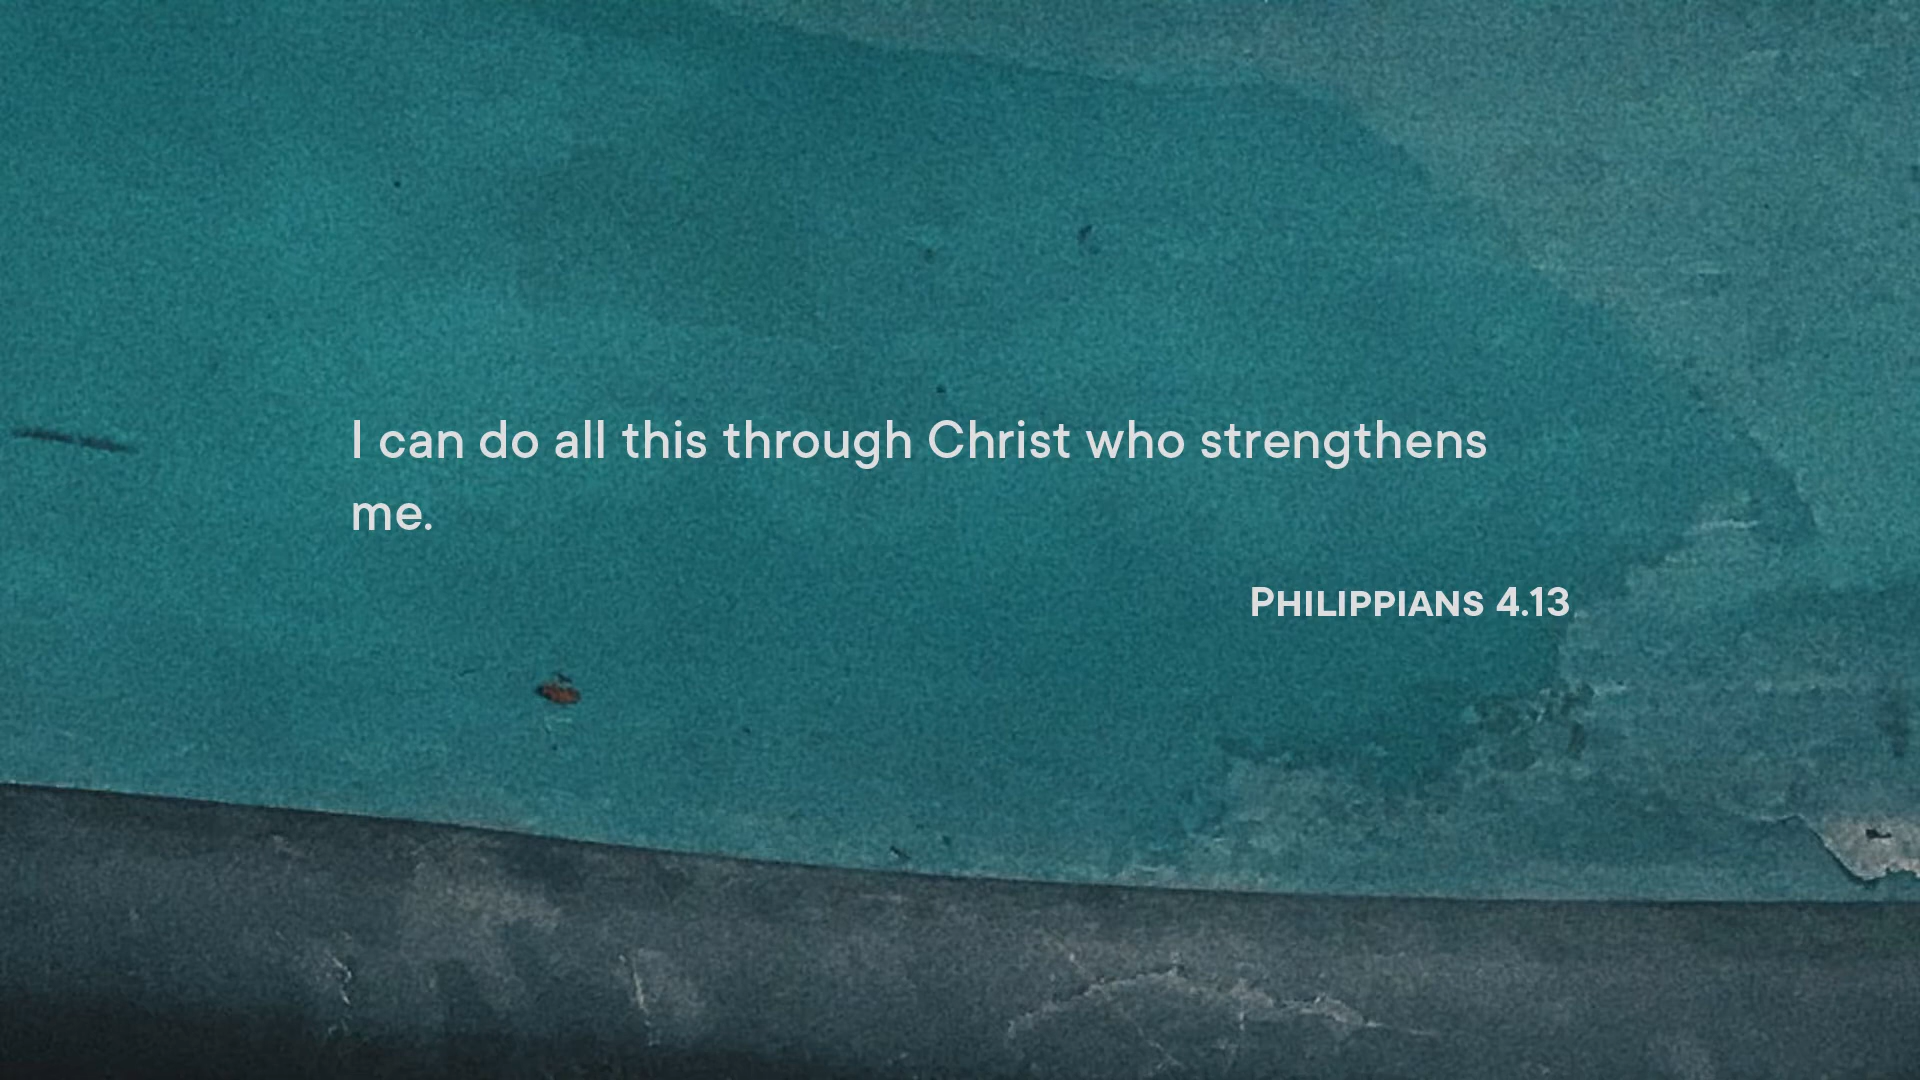 I can do all this through Christ who strengthens
me.
PHILIPPIANS 4.13